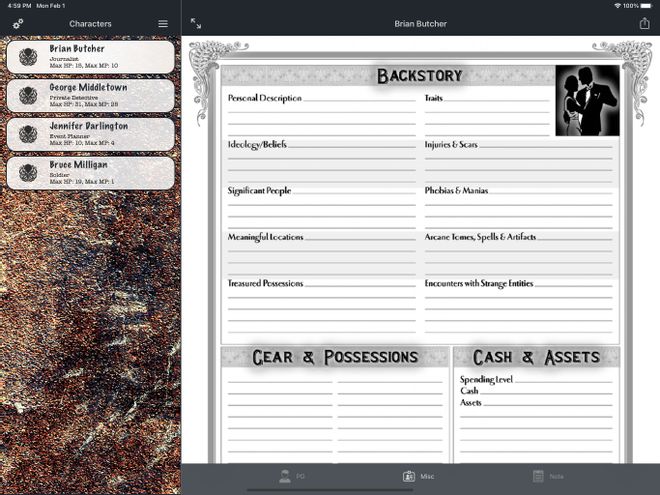 4:59 PM Mon Feb 1
100%
Characters
Brian Butcher
Brian Butcher
Journalist
Max HP: 15, Max MP: 10
George Middletown
Private Detective
Max HP: 31, Max MP: 28
Jennifer Darlington
Event Planner
Max HP: 10, Max MP: 4
Bruce Milligan
Soldier
Max HP: 19, Max MP: 1
BACKSTORY
Personal Description
Traits
Ideology/Beliefs
Injuries & Scars
Significant People
Phobias & Manias
Meaningful Locations
Arcane Tomes, Spells & Artifacts
Treasured Possessions
Encounters with Strange Entities
GEAR & POSSESSIONS
CASH & ASSETS
Spending Level
Cash
Assets
PG
Misc
Note